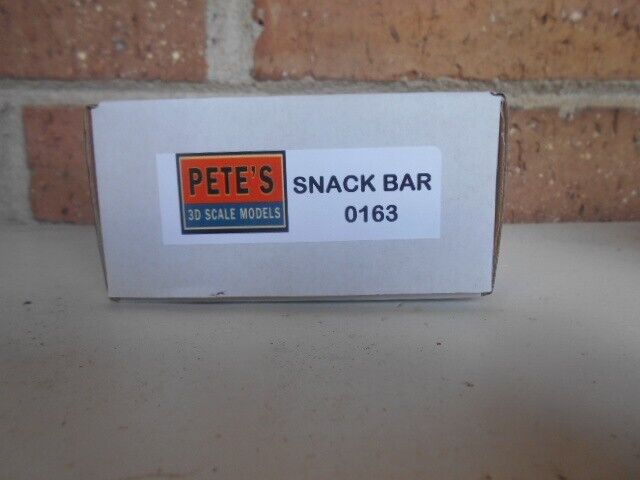 PETE'S
3D SCALE MODELS
SNACK BAR
0163